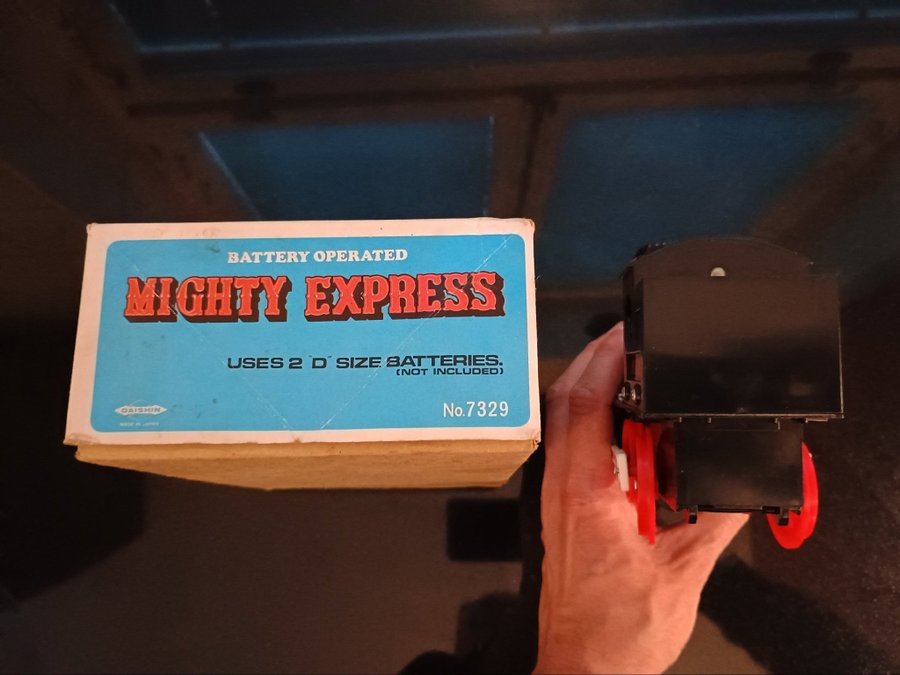 BATTERY OPERATED
MIGHTY EXPRESS
USES 2 "D" SIZE BATTERIES.
(NOT INCLUDED)
DAISHIN
MADE IN JAPAN
No.7329